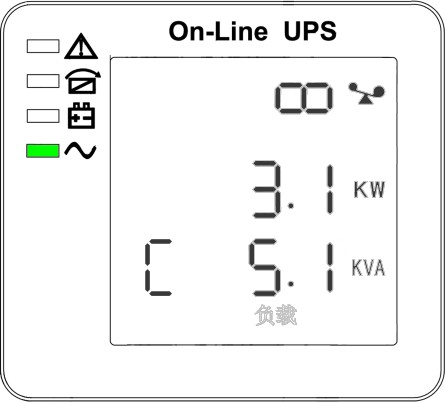 On-Line UPS
00
3.1 KW
C 5.1 KVA
负载